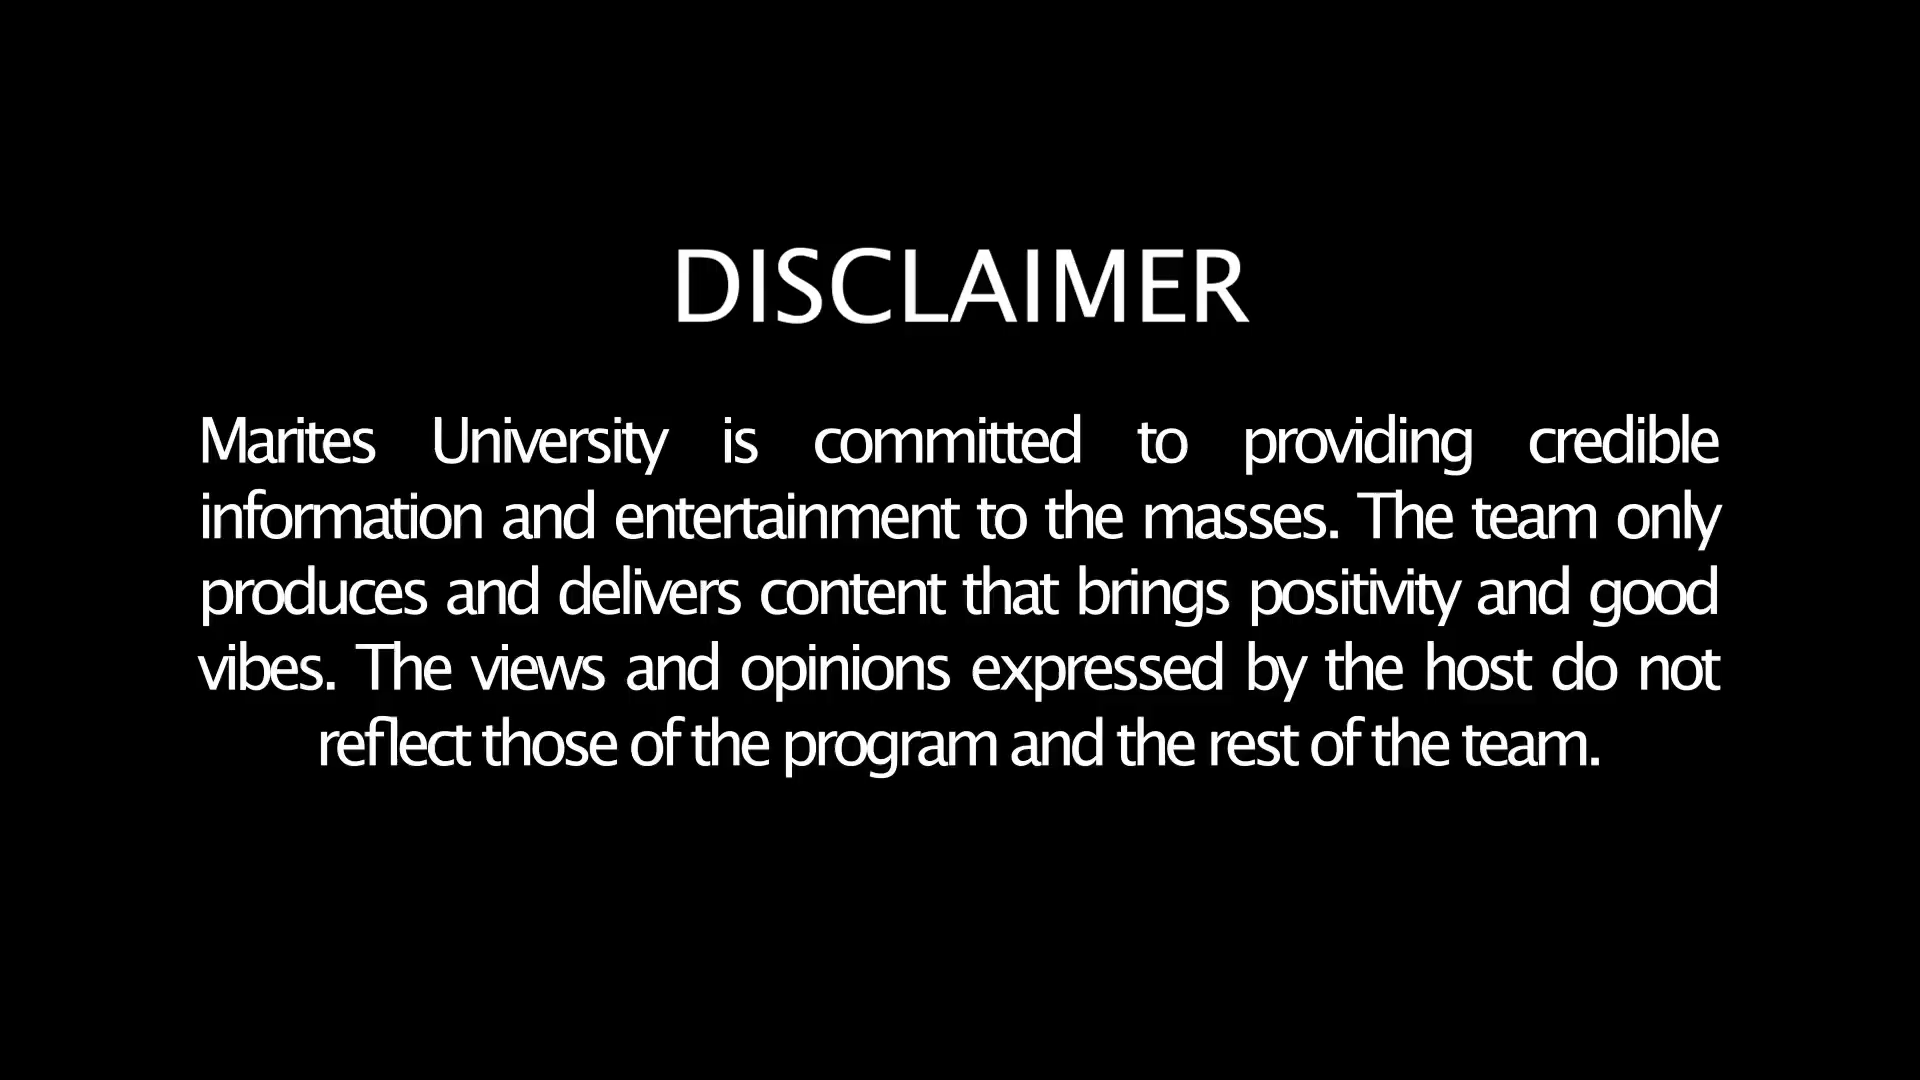 DISCLAIMER
Marites University is committed to providing credible
information and entertainment to the masses. The team only
produces and delivers content that brings positivity and good
vibes. The views and opinions expressed by the host do not
reflect those of the program and the rest of the team.